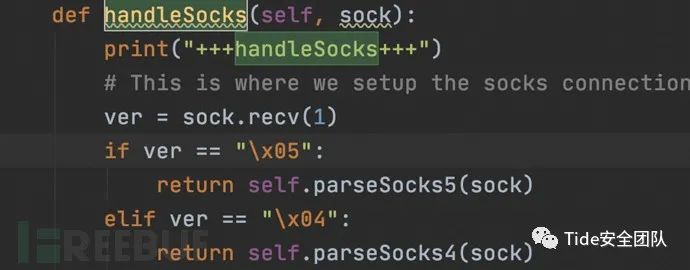 def handleSocks(self, sock):
print("+++handleSocks+++")
# This is where we setup the socks connection
ver = sock.recv(1)
if ver == "\x05":
return self.parseSocks5(sock)
elif ver == "\x04":
return self.parseSocks4(sock)
Tide安全团队